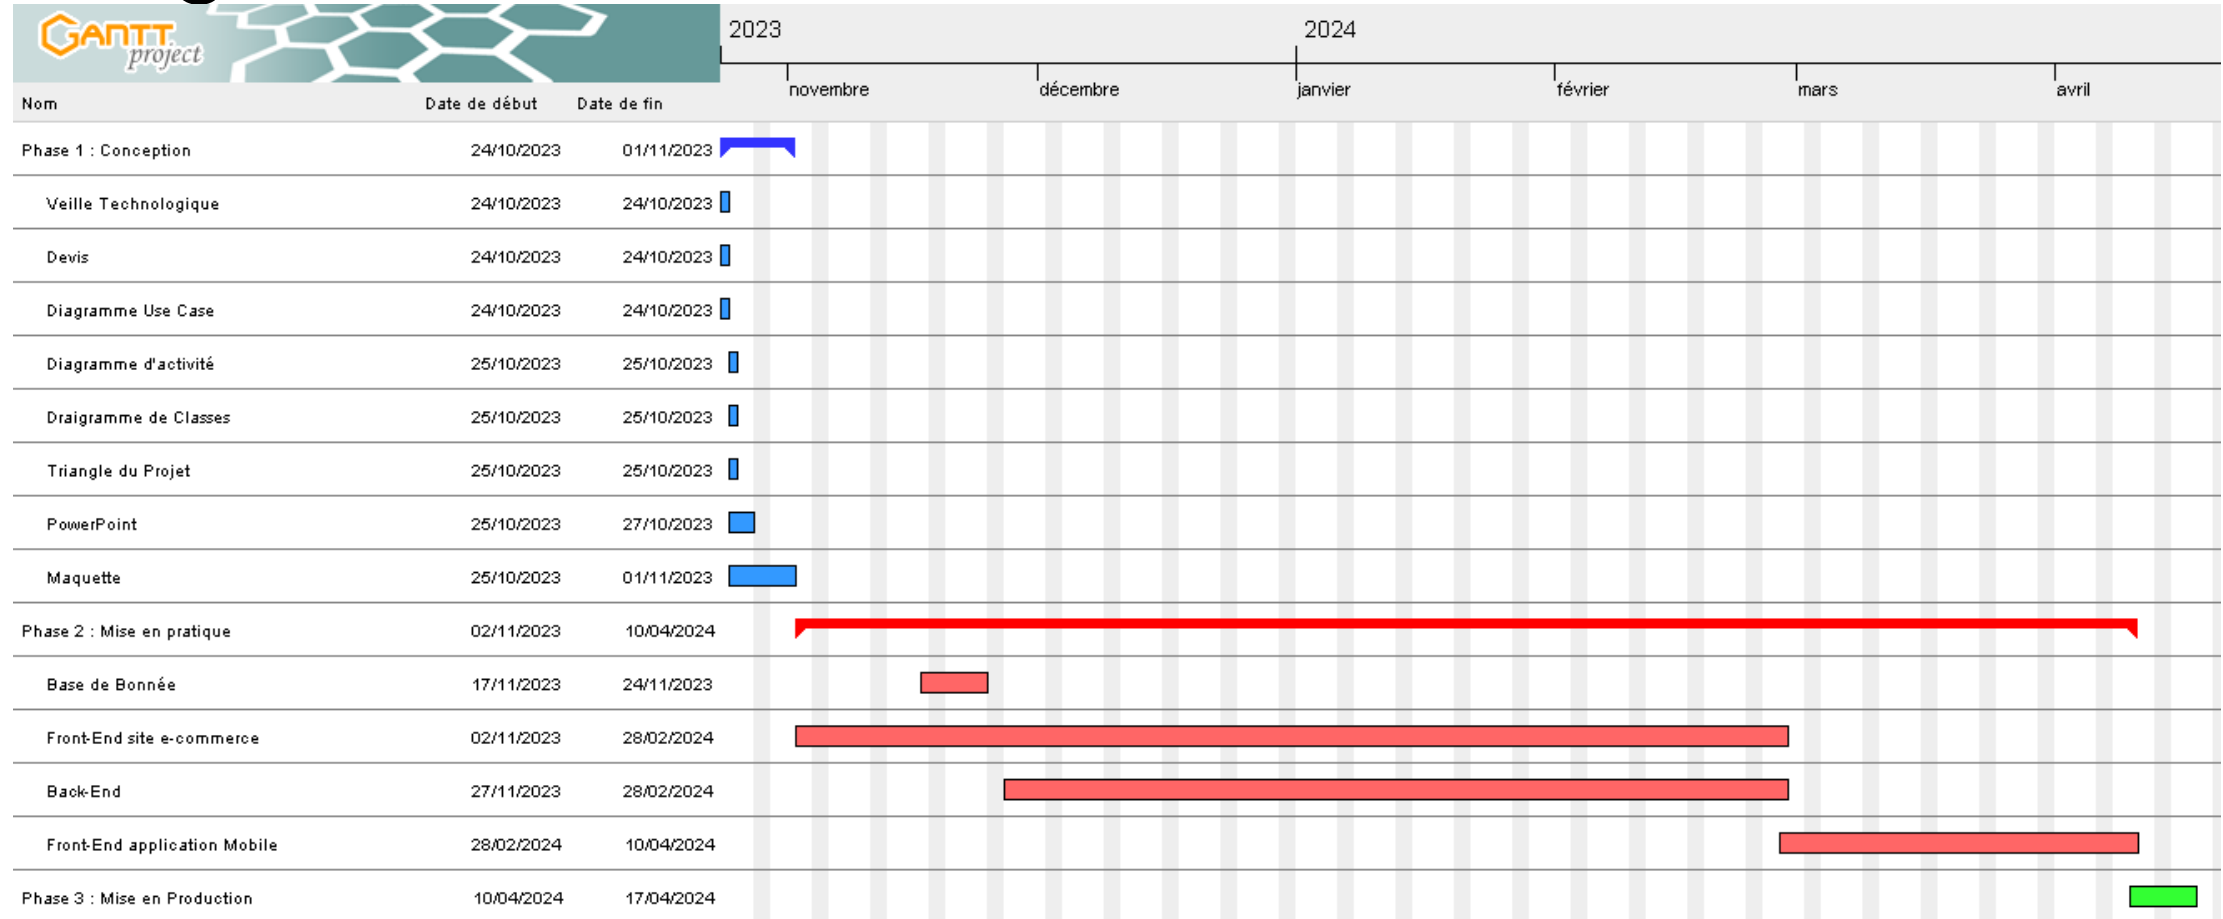 GANTT
project
2023 2024
novembre décembre janvier février mars avril
Nom Date de début Date de fin
Phase 1 : Conception 24/10/2023 01/11/2023
Veille Technologique 24/10/2023 24/10/2023
Devis 24/10/2023 24/10/2023
Diagramme Use Case 24/10/2023 24/10/2023
Diagramme d'activité 25/10/2023 25/10/2023
Draigramme de Classes 25/10/2023 25/10/2023
Triangle du Projet 25/10/2023 25/10/2023
PowerPoint 25/10/2023 27/10/2023
Maquette 25/10/2023 01/11/2023
Phase 2 : Mise en pratique 02/11/2023 10/04/2024
Base de Bonnée 17/11/2023 24/11/2023
Front-End site e-commerce 02/11/2023 28/02/2024
Back-End 27/11/2023 28/02/2024
Front-End application Mobile 28/02/2024 10/04/2024
Phase 3 : Mise en Production 10/04/2024 17/04/2024